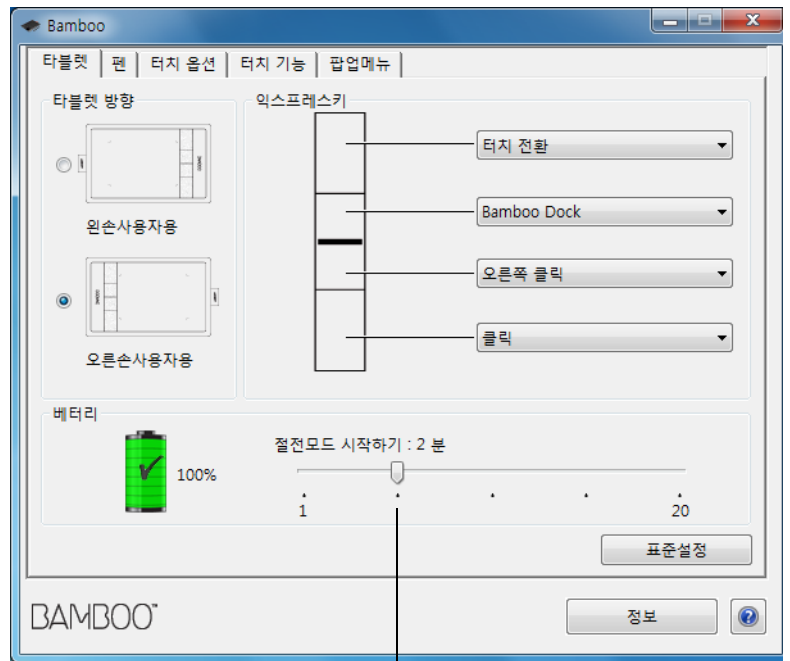 Bamboo
타블렛 펜 터치 옵션 터치 기능 팝업메뉴
타블렛 방향
왼손사용자용
BAMBOO
오른손사용자용
익스프레스키
터치 전환
Bamboo Dock
오른쪽 클릭
클릭
베터리
100%
절전모드 시작하기 : 2 분
1 20
표준설정
BAMBOO™
정보
?